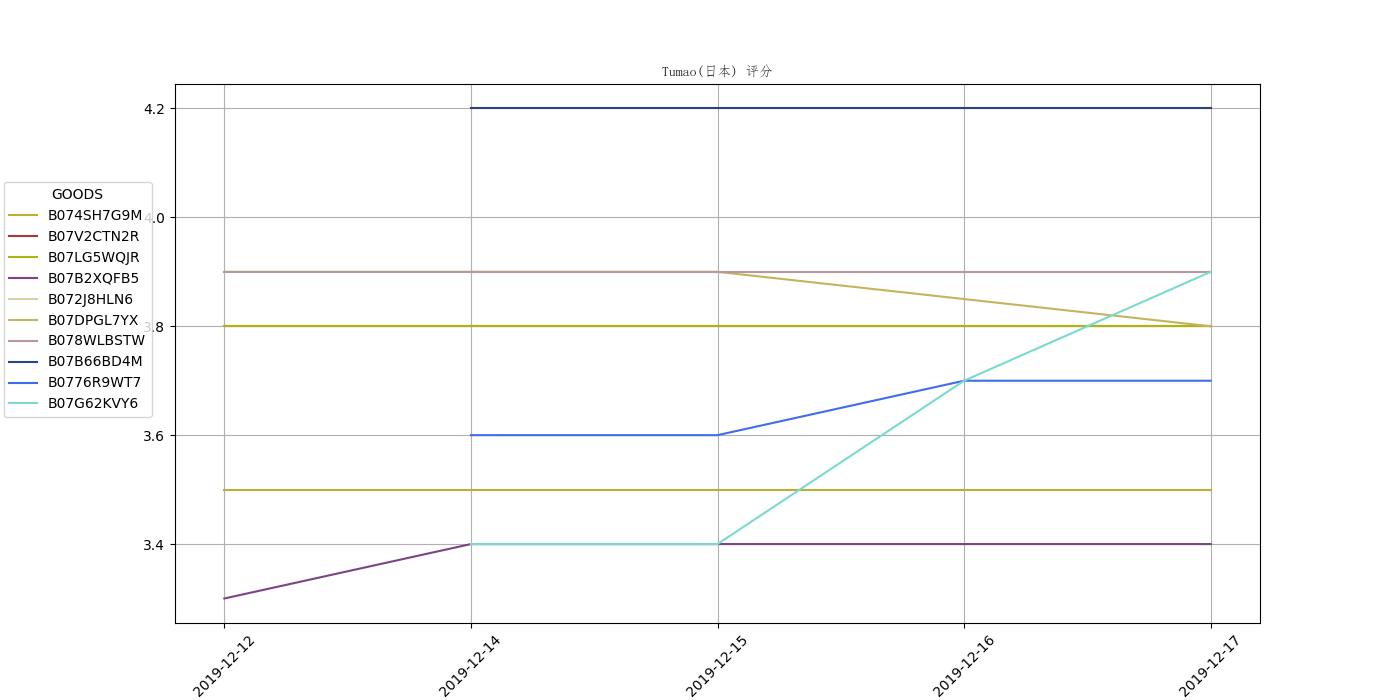 Tumao(日本) 评分
4.2
4.0
3.8
3.6
3.4
GOODS
B074SH7G9M
B07V2CTN2R
B07LG5WQJR
B07B2XQFB5
B072J8HLN6
B07DPGL7YX
B078WLBSTW
B07B66BD4M
B0776R9WT7
B07G62KVY6
2019-12-12
2019-12-14
2019-12-15
2019-12-16
2019-12-17